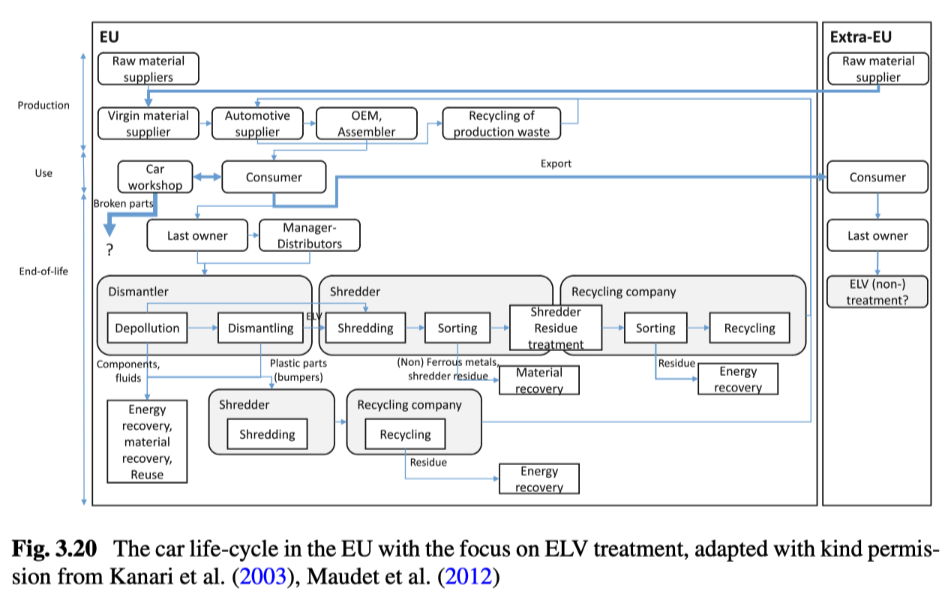 EU
Extra-EU
Raw material
suppliers
Raw material
supplier
Production
Virgin material
supplier
Automotive
supplier
OEM,
Assembler
Recycling of
production waste
Use
Car
workshop
Consumer
Export
Consumer
Broken parts
?
Last owner
Manager-
Distributors
Last owner
End-of-life
ELV (non-)
treatment?
Dismantler
Shredder
Recycling company
Depollution
Dismantling
ELV
Shredding
Sorting
Shredder
Residue
treatment
Sorting
Recycling
Components,
fluids
Plastic parts
(bumpers)
(Non) Ferrous metals,
shredder residue
Material
recovery
Residue
Energy
recovery
Energy
recovery,
material
recovery,
Reuse
Shredder
Shredding
Recycling company
Recycling
Residue
Energy
recovery
Fig. 3.20 The car life-cycle in the EU with the focus on ELV treatment, adapted with kind permis-
sion from Kanari et al. (2003), Maudet et al. (2012)